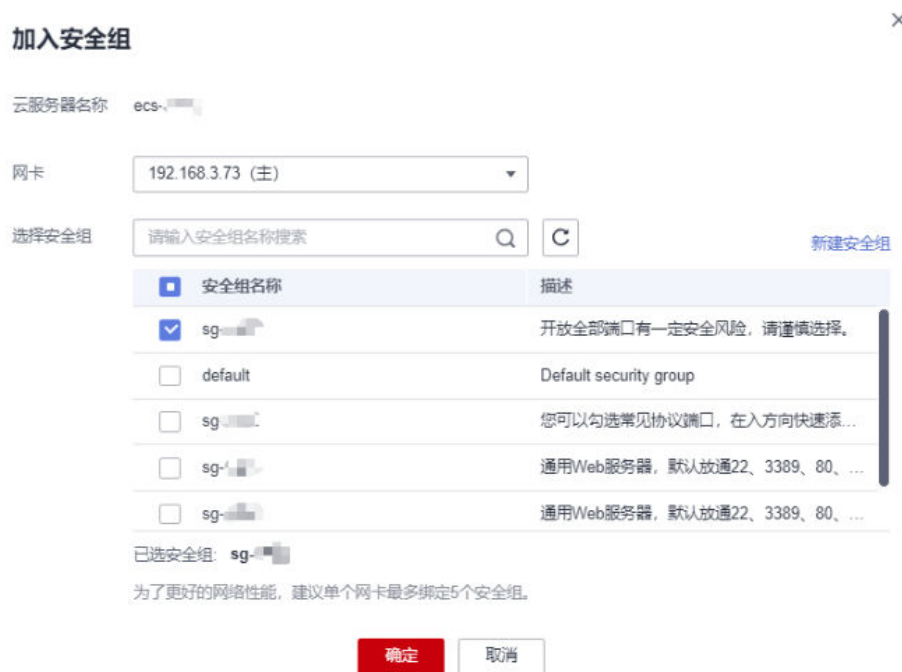 加入安全组
云服务器名称 ecs-
网卡 192.168.3.73（主）
选择安全组 请输入安全组名称搜索
新建安全组
安全组名称 描述
sg- 开放全部端口有一定安全风险，请谨慎选择。
default Default security group
sg- 您可以勾选常见协议端口，在入方向快速添...
sg- 通用Web服务器，默认放通22、3389、80、...
sg- 通用Web服务器，默认放通22、3389、80、...
已选安全组: sg-
为了更好的网络性能，建议单个网卡最多绑定5个安全组。
确定 取消